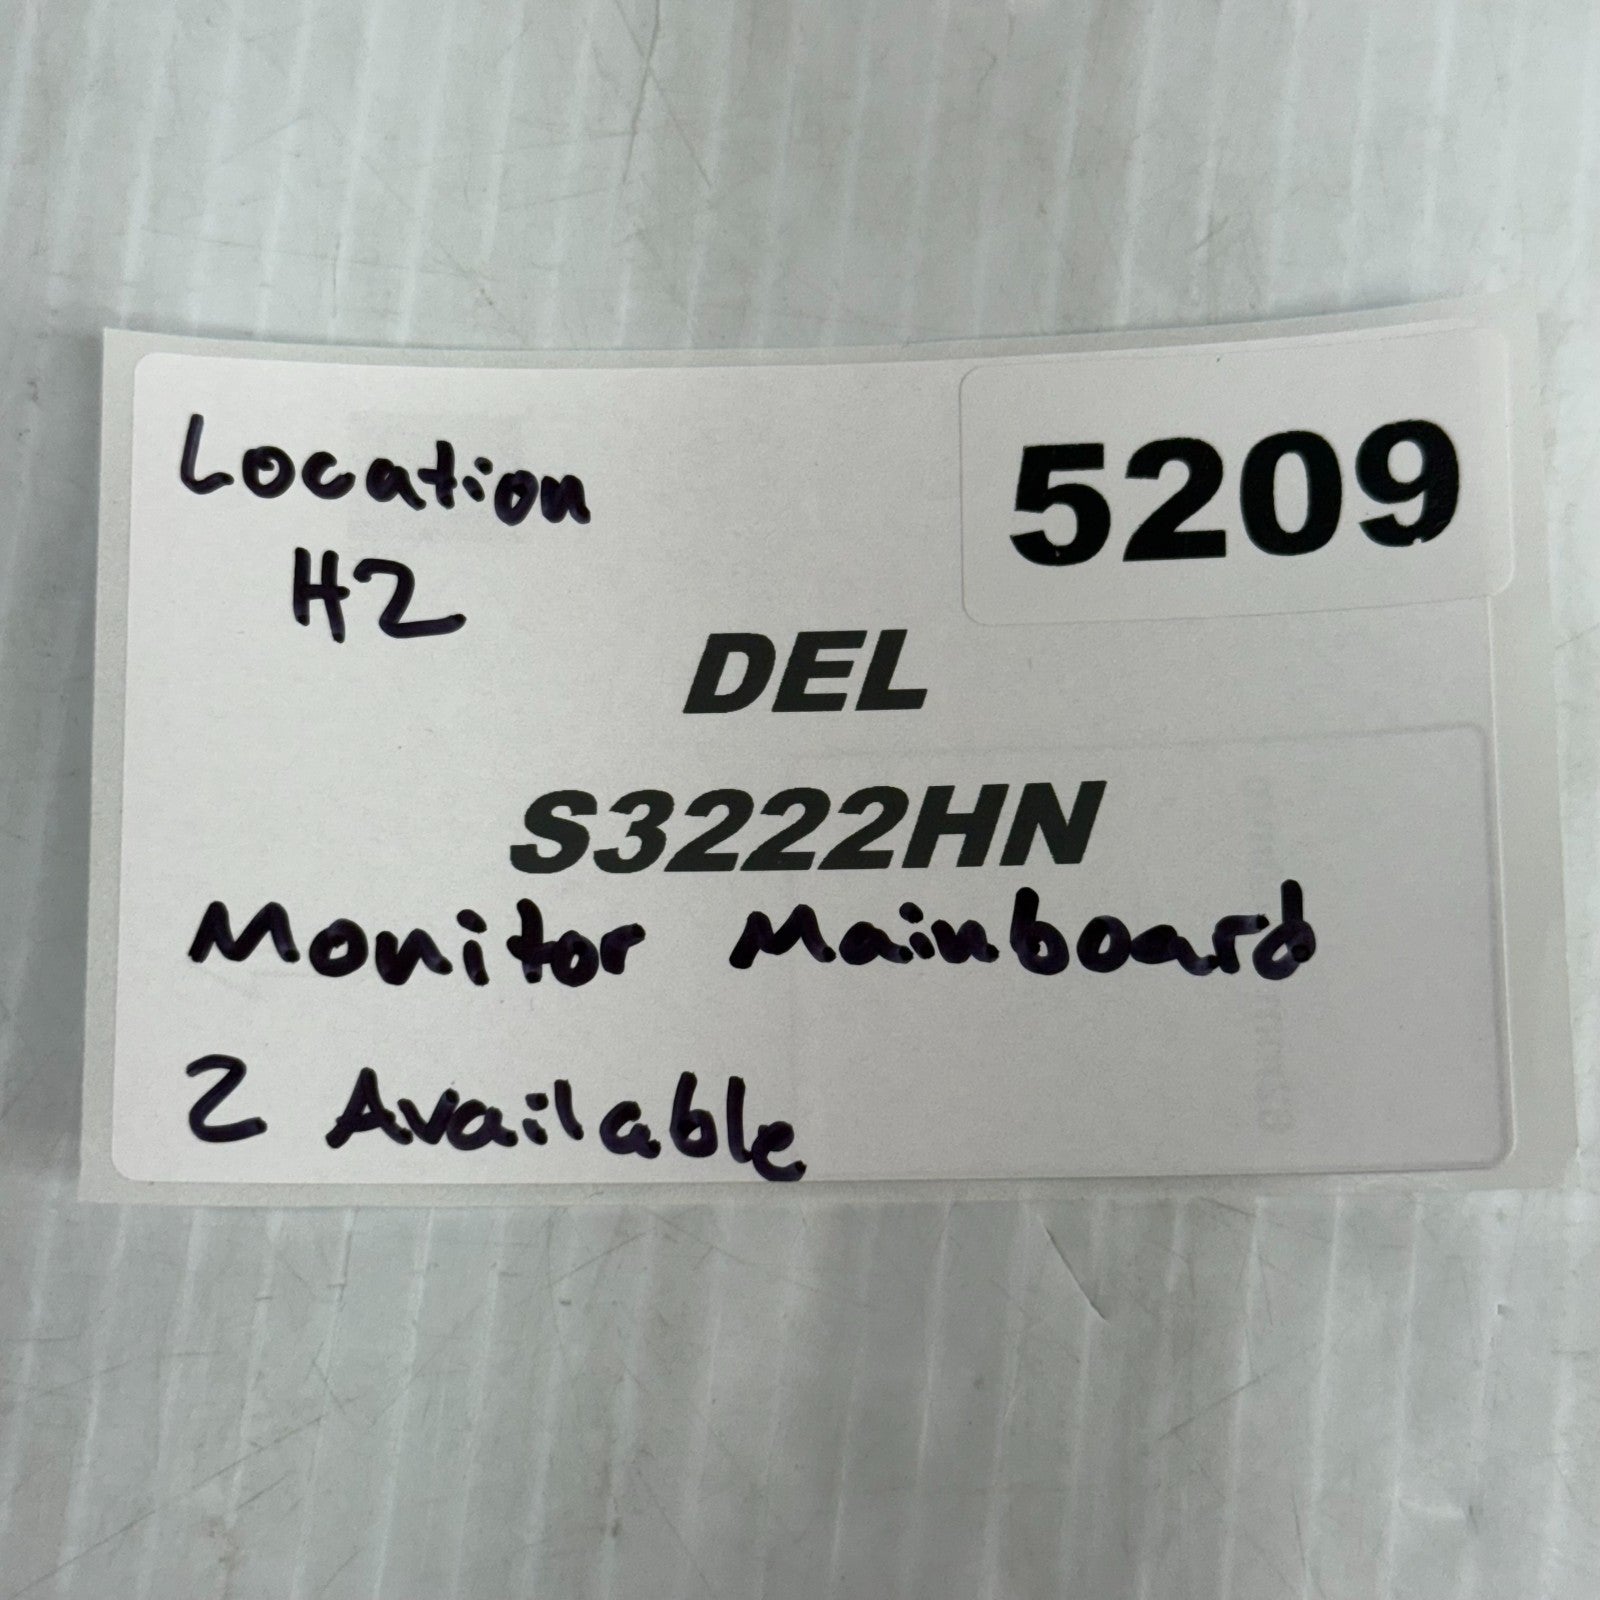 Location
H2
5209
DEL
S3222HN
Monitor Mainboard
2 Available